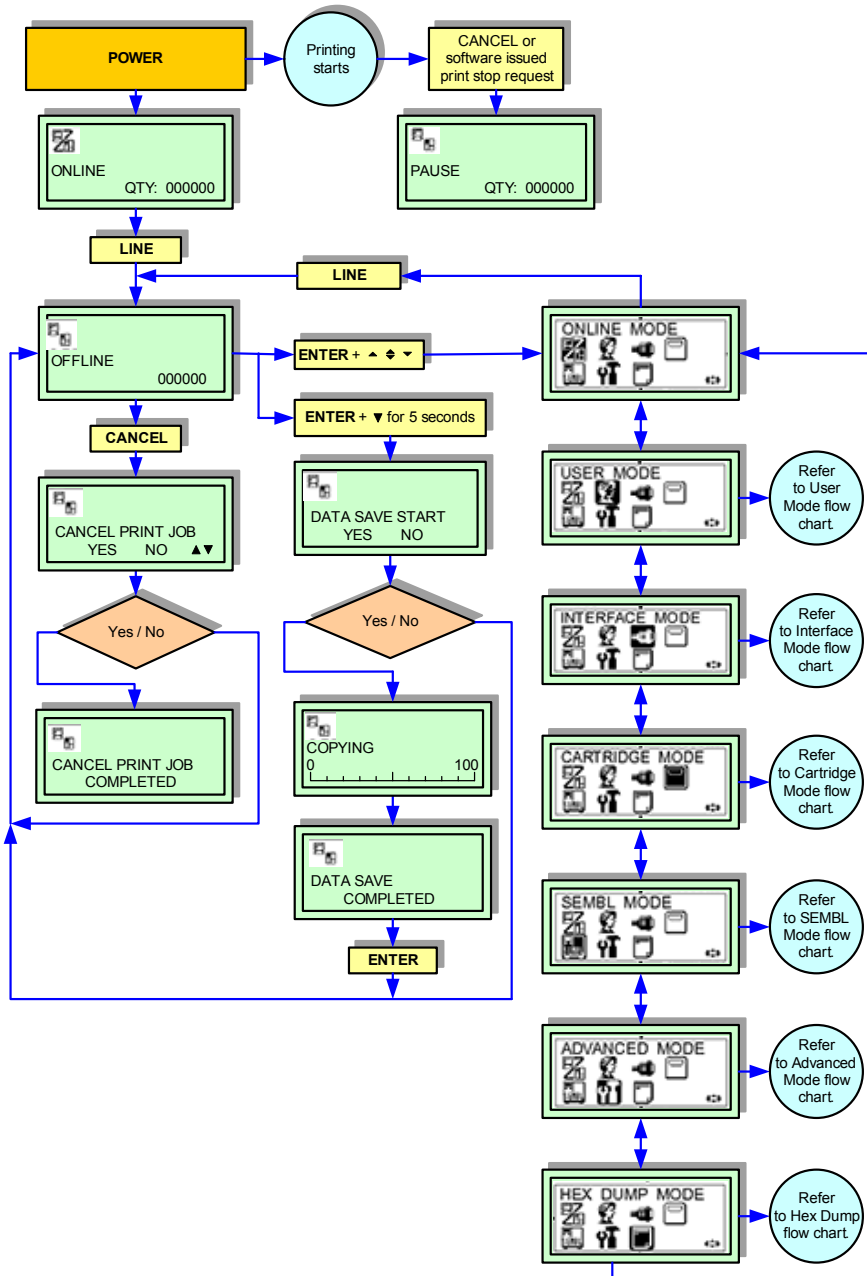 POWER
Printing
starts
CANCEL or
software issued
print stop request
ONLINE
QTY: 000000
PAUSE
QTY: 000000
LINE
LINE
OFFLINE
000000
ENTER + ▲ ◆ ▼
ONLINE MODE
CANCEL
ENTER + ▼ for 5 seconds
CANCEL PRINT JOB
YES NO ▲▼
DATA SAVE START
YES NO
USER MODE
Refer
to User
Mode flow
chart.
Yes / No
Yes / No
INTERFACE MODE
Refer
to Interface
Mode flow
chart.
CANCEL PRINT JOB
COMPLETED
COPYING
0 100
CARTRIDGE MODE
Refer
to Cartridge
Mode flow
chart.
DATA SAVE
COMPLETED
ENTER
SEMBL MODE
Refer
to SEMBL
Mode flow
chart.
ADVANCED MODE
Refer
to Advanced
Mode flow
chart.
HEX DUMP MODE
Refer
to Hex Dump
flow chart.